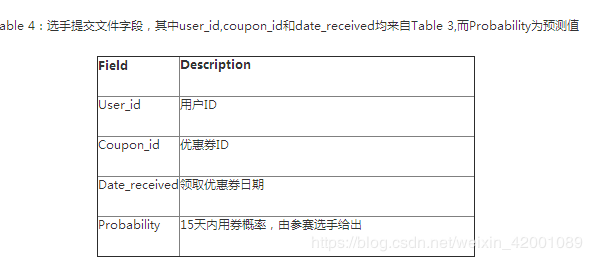 able 4：选手提交文件字段，其中user_id,coupon_id和date_received均来自Table 3,而Probability为预测值
Field Description
User_id 用户ID
Coupon_id 优惠券ID
Date_received 领取优惠券日期
Probability 15天内用券概率，由参赛选手给出
https://blog.csdn.net/weixin_42001089